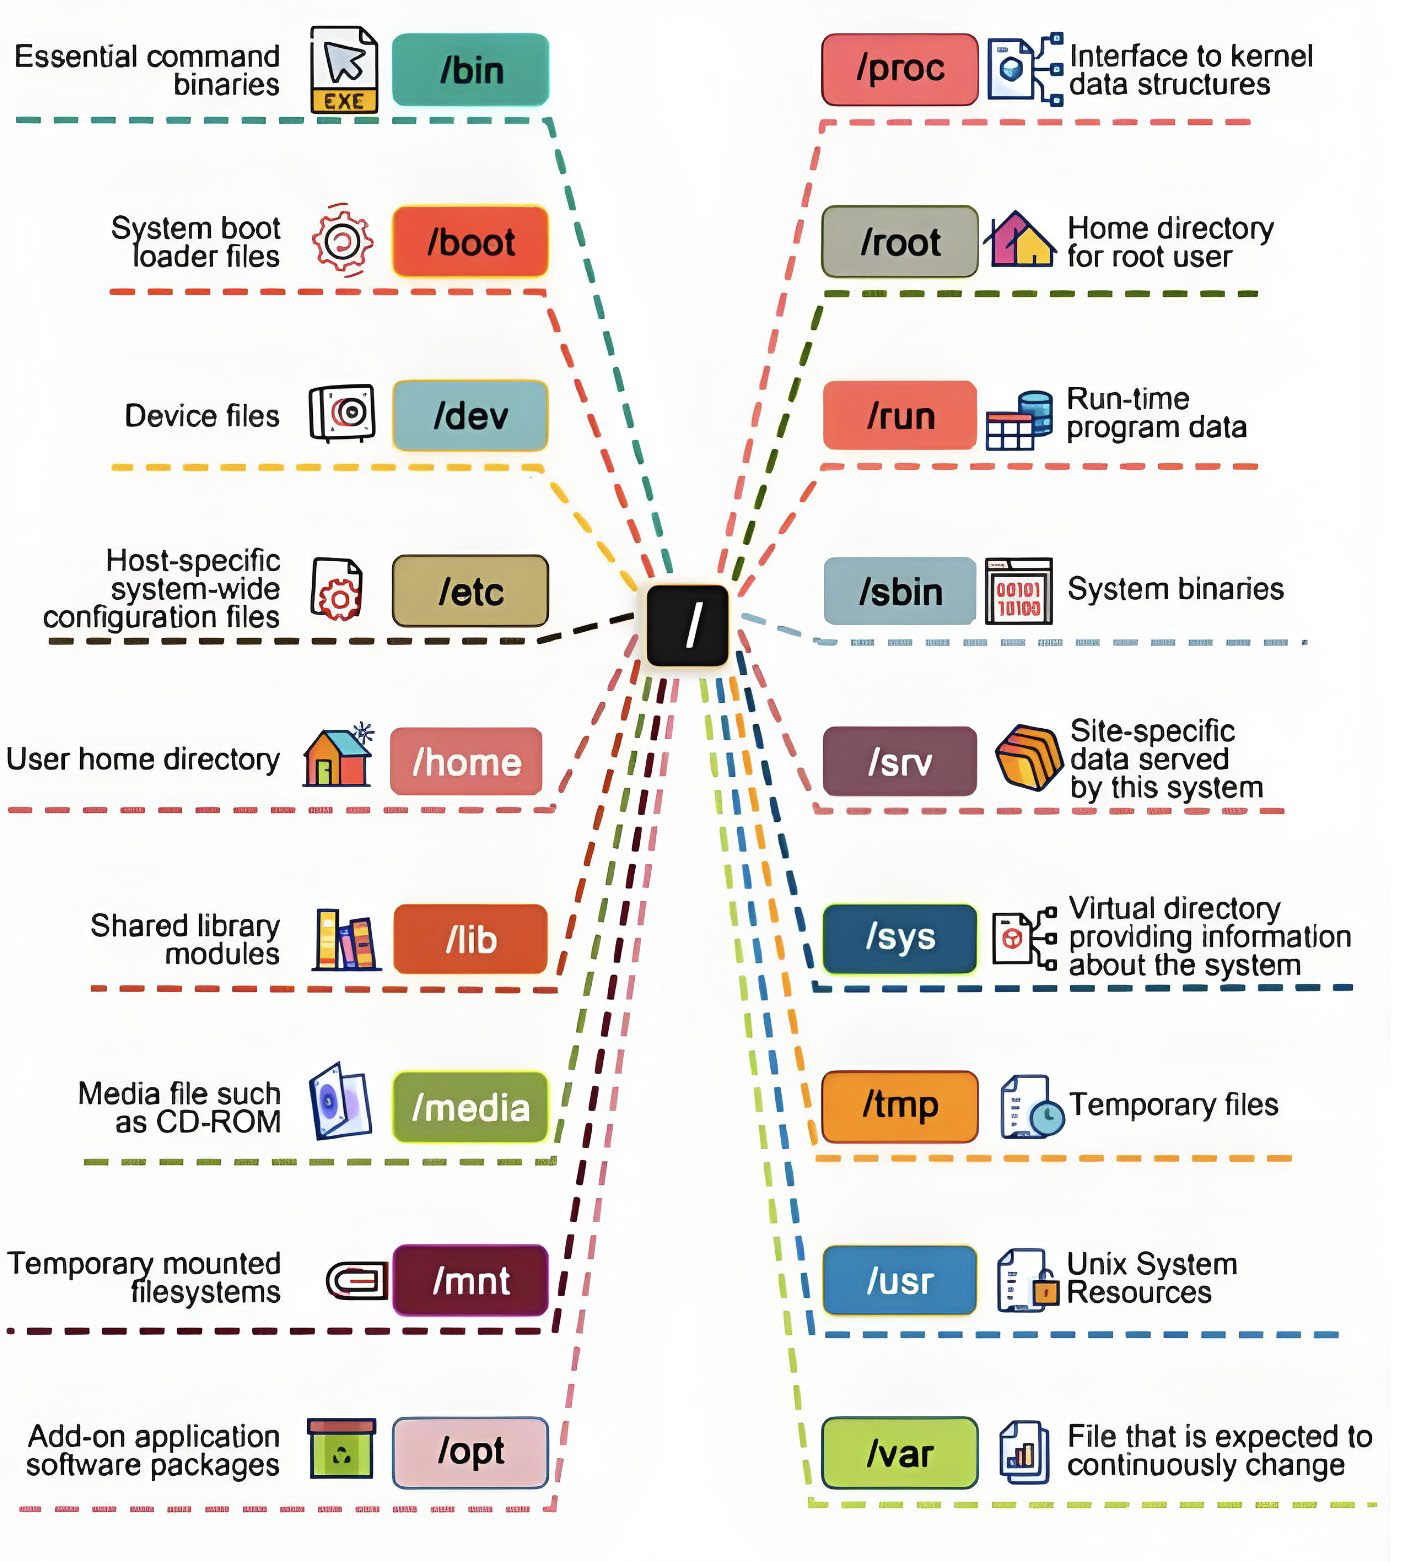 Essential command
binaries
EXE
/bin
System boot
loader files
/boot
Device files
/dev
Host-specific
system-wide
configuration files
/etc
User home directory
/home
Shared library
modules
/lib
Media file such
as CD-ROM
/media
Temporary mounted
filesystems
/mnt
Add-on application
software packages
/opt
/
/proc
Interface to kernel
data structures
/root
Home directory
for root user
/run
Run-time
program data
/sbin
00101
10100
System binaries
/srv
Site-specific
data served
by this system
/sys
Virtual directory
providing information
about the system
/tmp
Temporary files
/usr
Unix System
Resources
/var
File that is expected to
continuously change